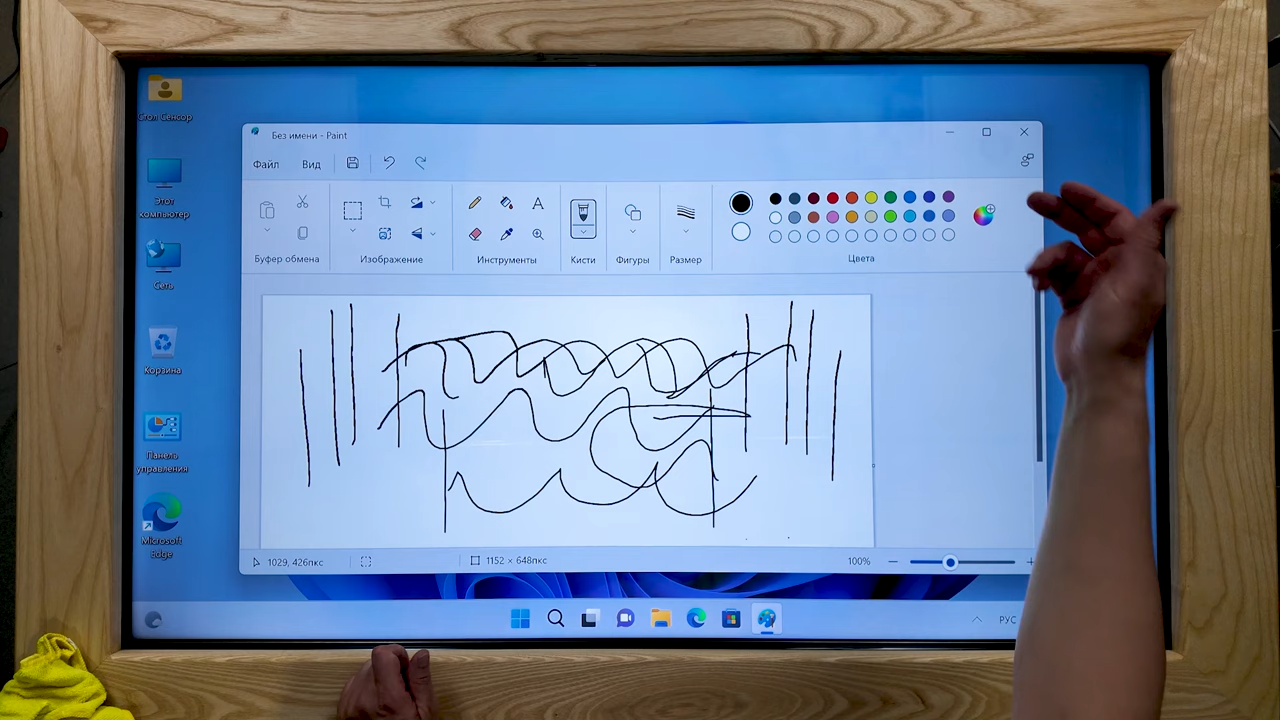 Стол Сенсор
Этот
компьютер
Сеть
Корзина
Панель
управления
Microsoft
Edge
Без имени - Paint
Файл Вид
Буфер обмена Изображение Инструменты Кисти Фигуры Размер Цвета
1029, 426пкс 1152 × 648пкс 100%
РУС